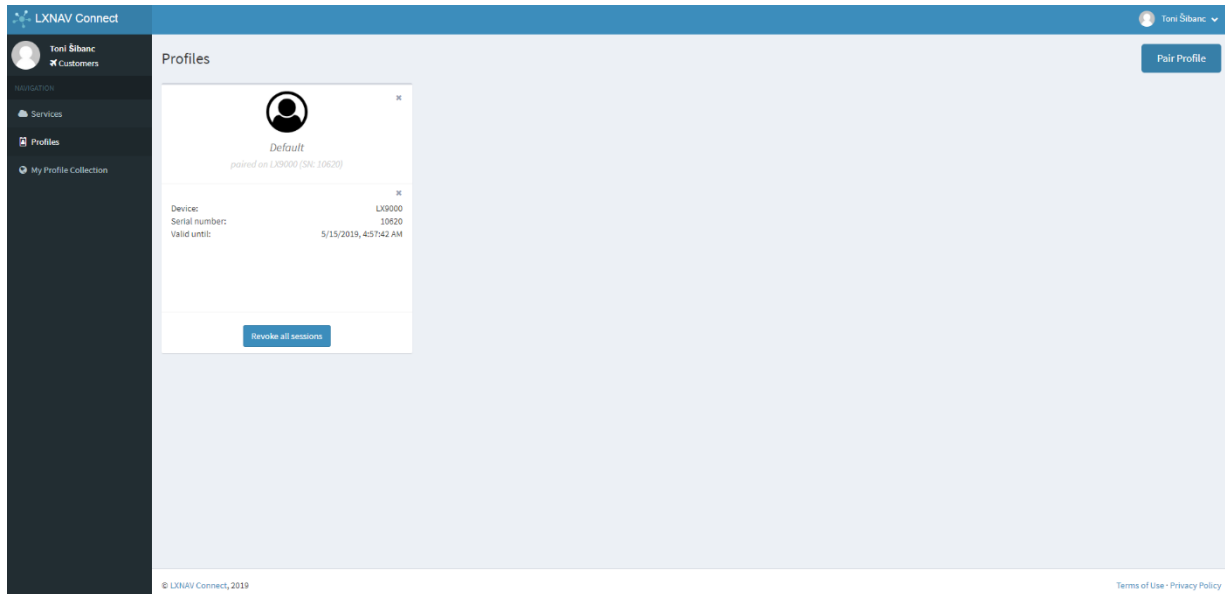 LXNAV Connect
Toni Šibanc
Toni Šibanc
Customers
NAVIGATION
Services
Profiles
My Profile Collection
Profiles
Pair Profile
Default
paired on LX9000 (SN: 10620)
Device: LX9000
Serial number: 10620
Valid until: 5/15/2019, 4:57:42 AM
Revoke all sessions
© LXNAV Connect, 2019
Terms of Use · Privacy Policy